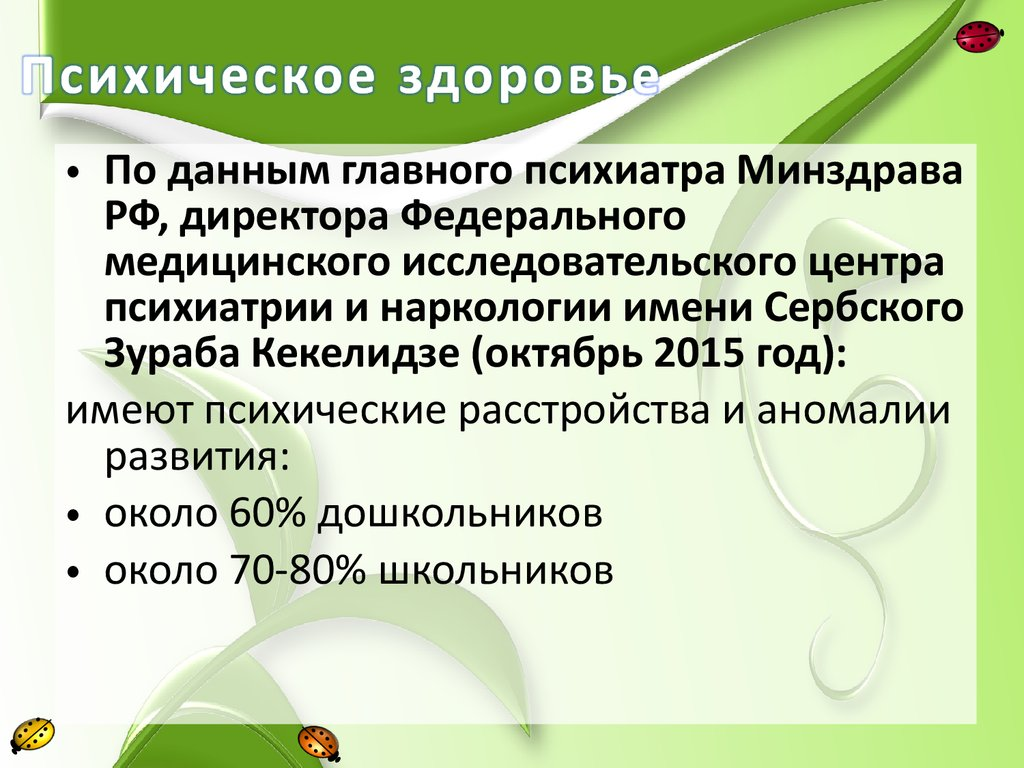 Психическое здоровье
• По данным главного психиатра Минздрава
РФ, директора Федерального
медицинского исследовательского центра
психиатрии и наркологии имени Сербского
Зураба Кекелидзе (октябрь 2015 год):
имеют психические расстройства и аномалии
развития:
• около 60% дошкольников
• около 70-80% школьников